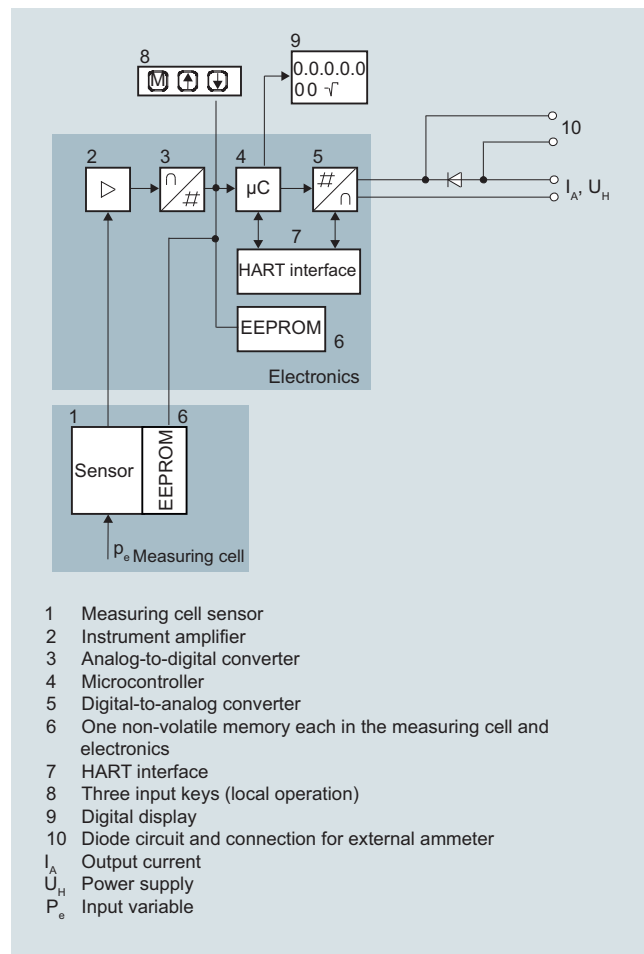 8
9
M
0.0.0.0.0
00 √
10
2
3
4
5
▷
∩
#
µC
#
∩
I_A, U_H
7
HART interface
EEPROM
6
Electronics
1
6
Sensor
EEPROM
p_e Measuring cell
1 Measuring cell sensor
2 Instrument amplifier
3 Analog-to-digital converter
4 Microcontroller
5 Digital-to-analog converter
6 One non-volatile memory each in the measuring cell and
electronics
7 HART interface
8 Three input keys (local operation)
9 Digital display
10 Diode circuit and connection for external ammeter
I_A Output current
U_H Power supply
P_e Input variable